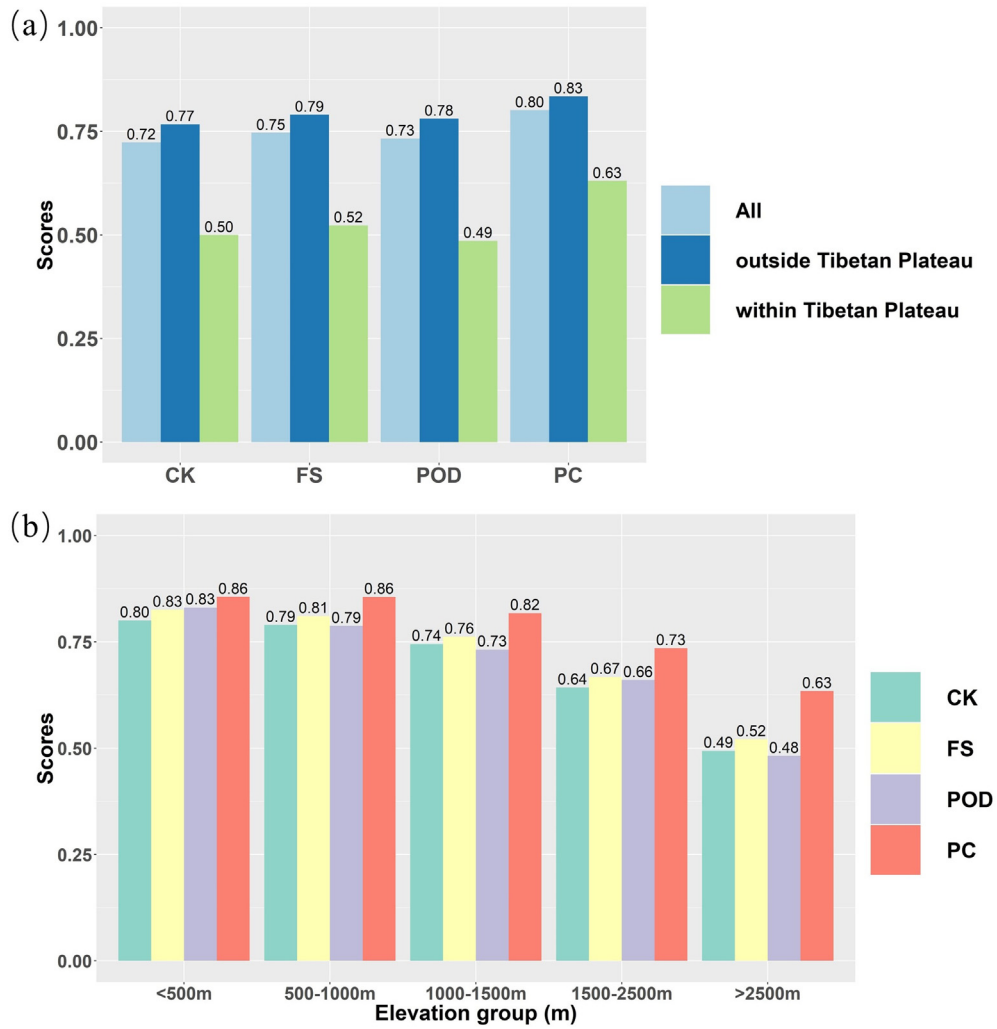 (a)
1.00
0.75
0.50
0.25
0.00
Scores
0.72 0.77 0.50 0.75 0.79 0.52 0.73 0.78 0.49 0.80 0.83 0.63
CK FS POD PC
All
outside Tibetan Plateau
within Tibetan Plateau
(b)
1.00
0.75
0.50
0.25
0.00
Scores
0.80 0.83 0.83 0.86 0.79 0.81 0.79 0.86 0.74 0.76 0.73 0.82 0.64 0.67 0.66 0.73 0.49 0.52 0.48 0.63
<500m 500-1000m 1000-1500m 1500-2500m >2500m
Elevation group (m)
CK
FS
POD
PC